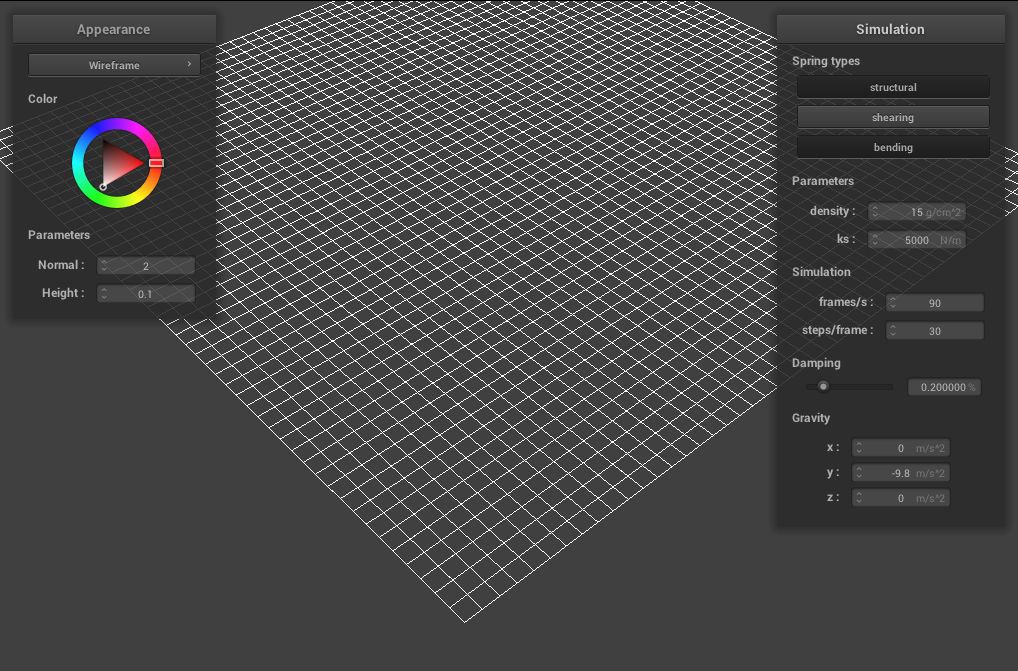 Appearance
Wireframe
Color
Parameters
Normal : 2
Height : 0.1
Simulation
Spring types
structural
shearing
bending
Parameters
density : 15 g/cm^2
ks : 5000 N/m
Simulation
frames/s : 90
steps/frame : 30
Damping
0.200000 %
Gravity
x : 0 m/s^2
y : -9.8 m/s^2
z : 0 m/s^2